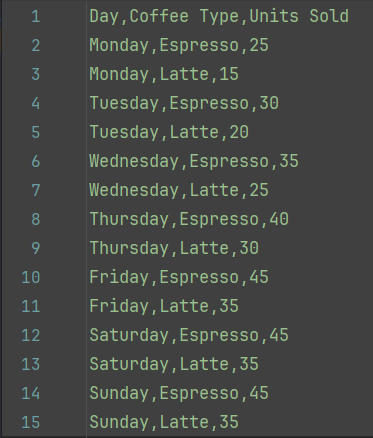 1 Day,Coffee Type,Units Sold
2 Monday,Espresso,25
3 Monday,Latte,15
4 Tuesday,Espresso,30
5 Tuesday,Latte,20
6 Wednesday,Espresso,35
7 Wednesday,Latte,25
8 Thursday,Espresso,40
9 Thursday,Latte,30
10 Friday,Espresso,45
11 Friday,Latte,35
12 Saturday,Espresso,45
13 Saturday,Latte,35
14 Sunday,Espresso,45
15 Sunday,Latte,35